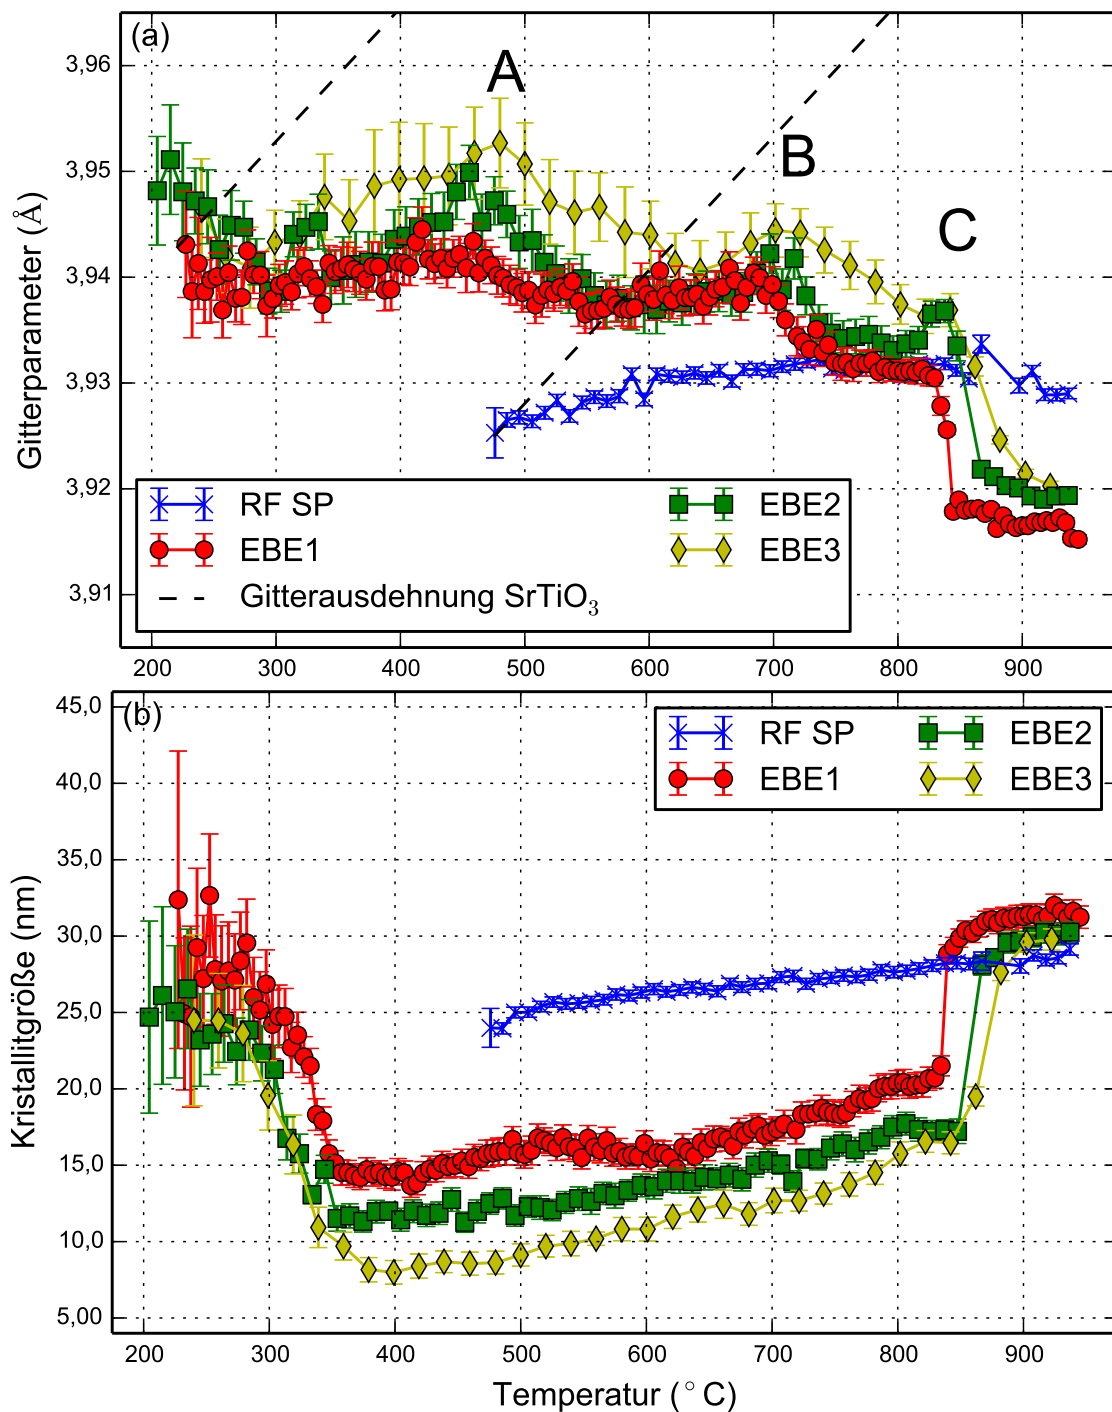 (a)
A
B
C
3,96
3,95
3,94
3,93
3,92
3,91
Gitterparameter (Å)
RF SP
EBE2
EBE1
EBE3
Gitterausdehnung SrTiO₃
200 300 400 500 600 700 800 900
(b)
RF SP
EBE2
EBE1
EBE3
45,0
40,0
35,0
30,0
25,0
20,0
15,0
10,0
5,00
Kristallitgröße (nm)
200 300 400 500 600 700 800 900
Temperatur (°C)